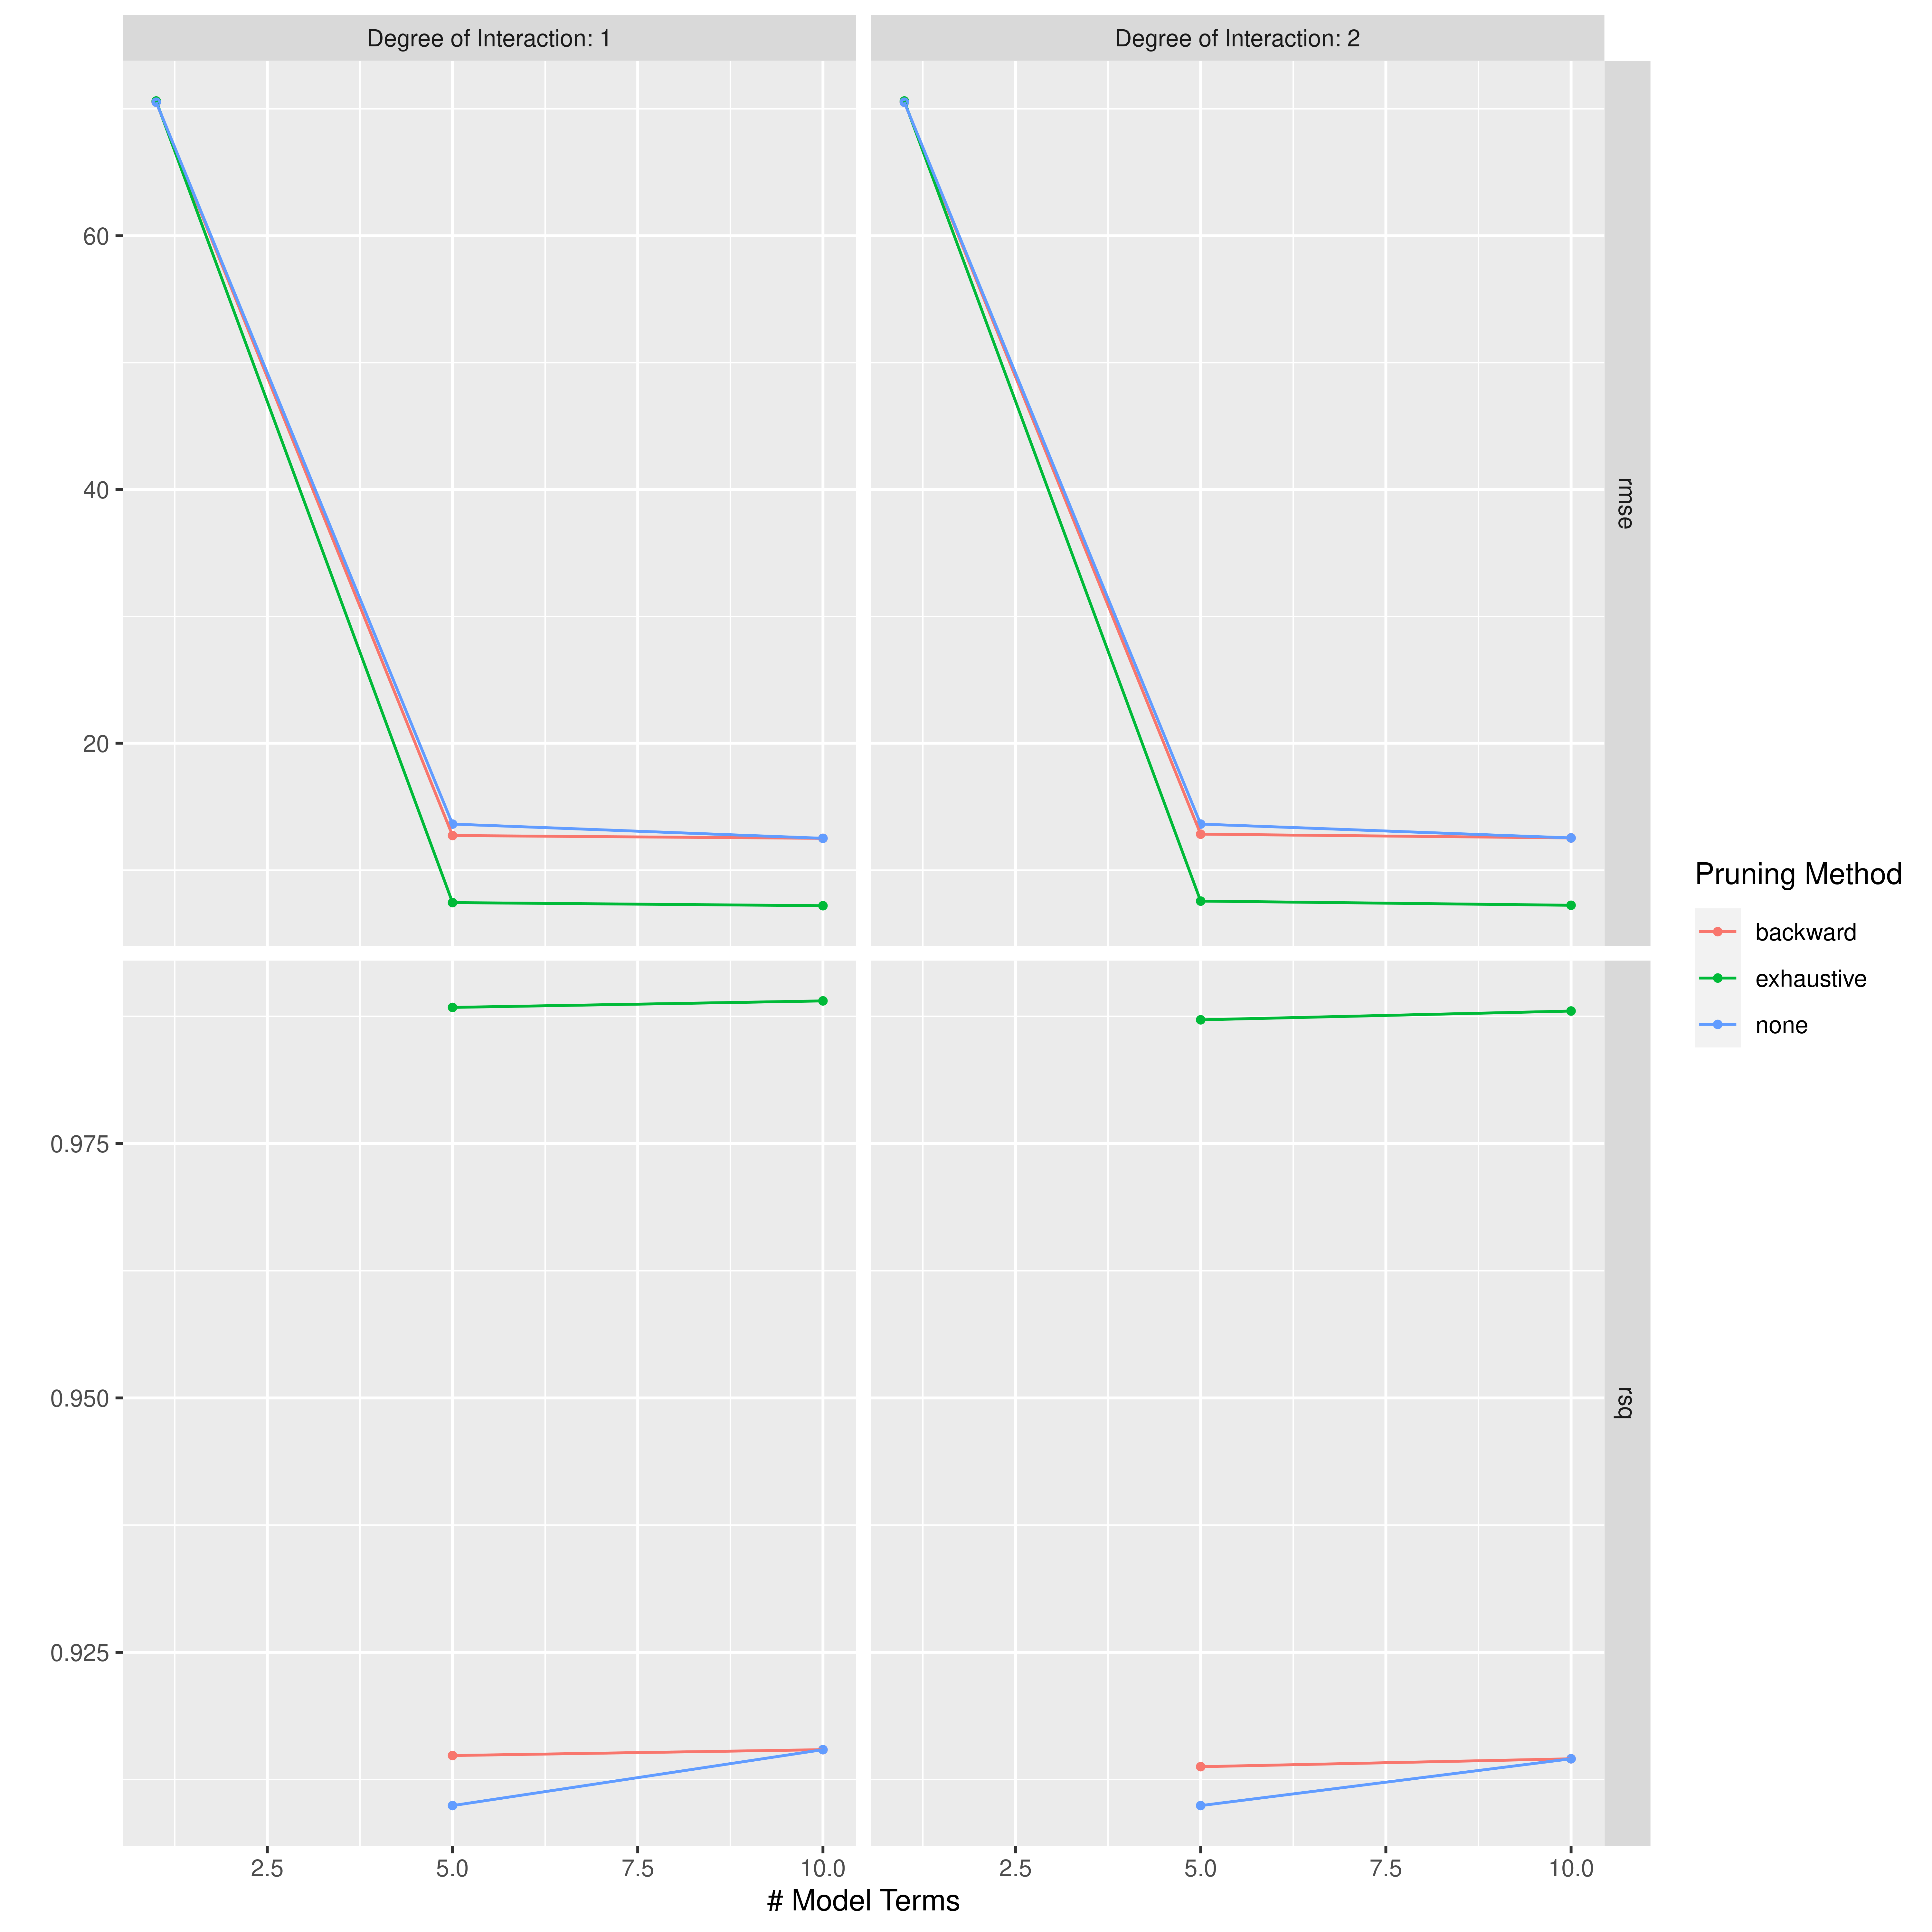 Degree of Interaction: 1
Degree of Interaction: 2
60
40
20
rmse
0.975
0.950
0.925
rsq
2.5
5.0
7.5
10.0
2.5
5.0
7.5
10.0
# Model Terms
Pruning Method
backward
exhaustive
none